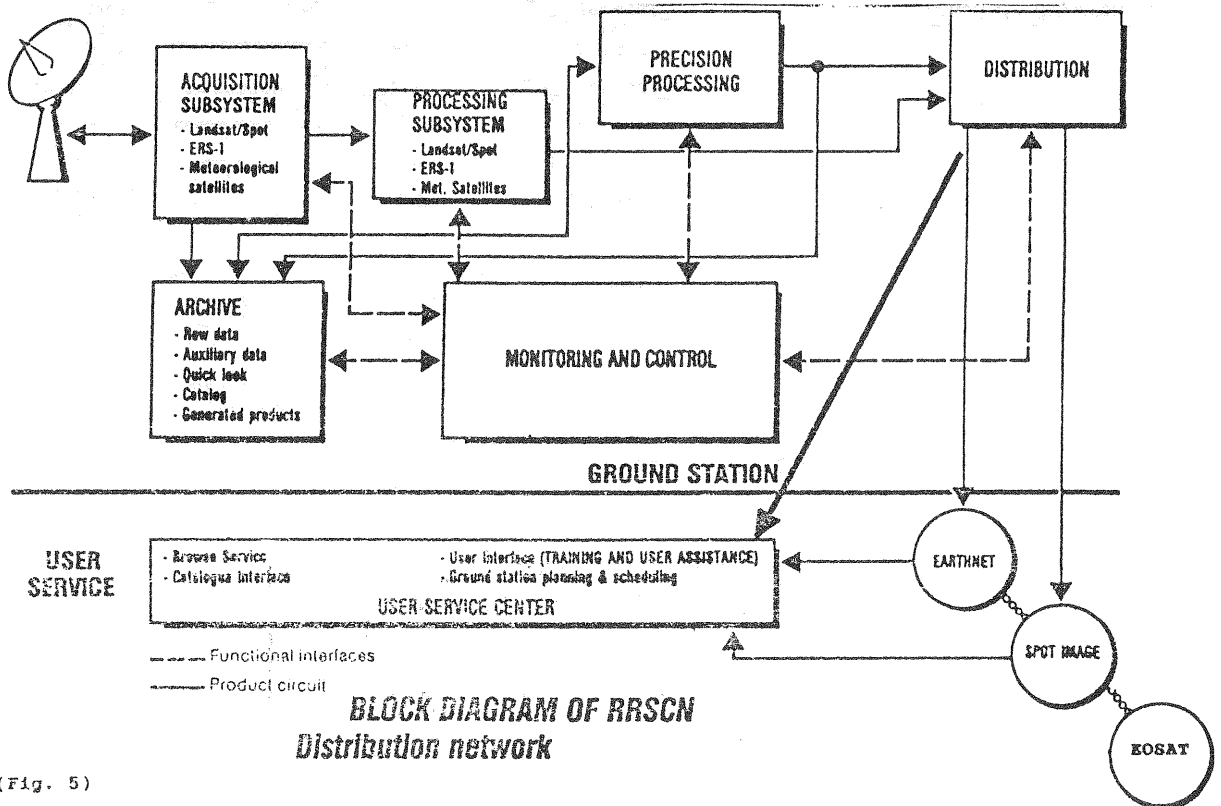 ACQUISITION
SUBSYSTEM
- Landsat/Spot
- ERS-1
- Meteorological
satellites
PROCESSING
SUBSYSTEM
- Landsat/Spot
- ERS-1
- Met. Satellites
PRECISION
PROCESSING
DISTRIBUTION
ARCHIVE
- Raw data
- Auxiliary data
- Quick look
- Catalog
- Generated products
MONITORING AND CONTROL
GROUND STATION
USER
SERVICE
- Browse Service
- Catalogue Interface
- User Interface (TRAINING AND USER ASSISTANCE)
- Ground station planning & scheduling
USER SERVICE CENTER
EARTHNET
SPOT IMAGE
EOSAT
Functional interfaces
Product circuit
BLOCK DIAGRAM OF RRSCN
Distribution network
(Fig. 5)